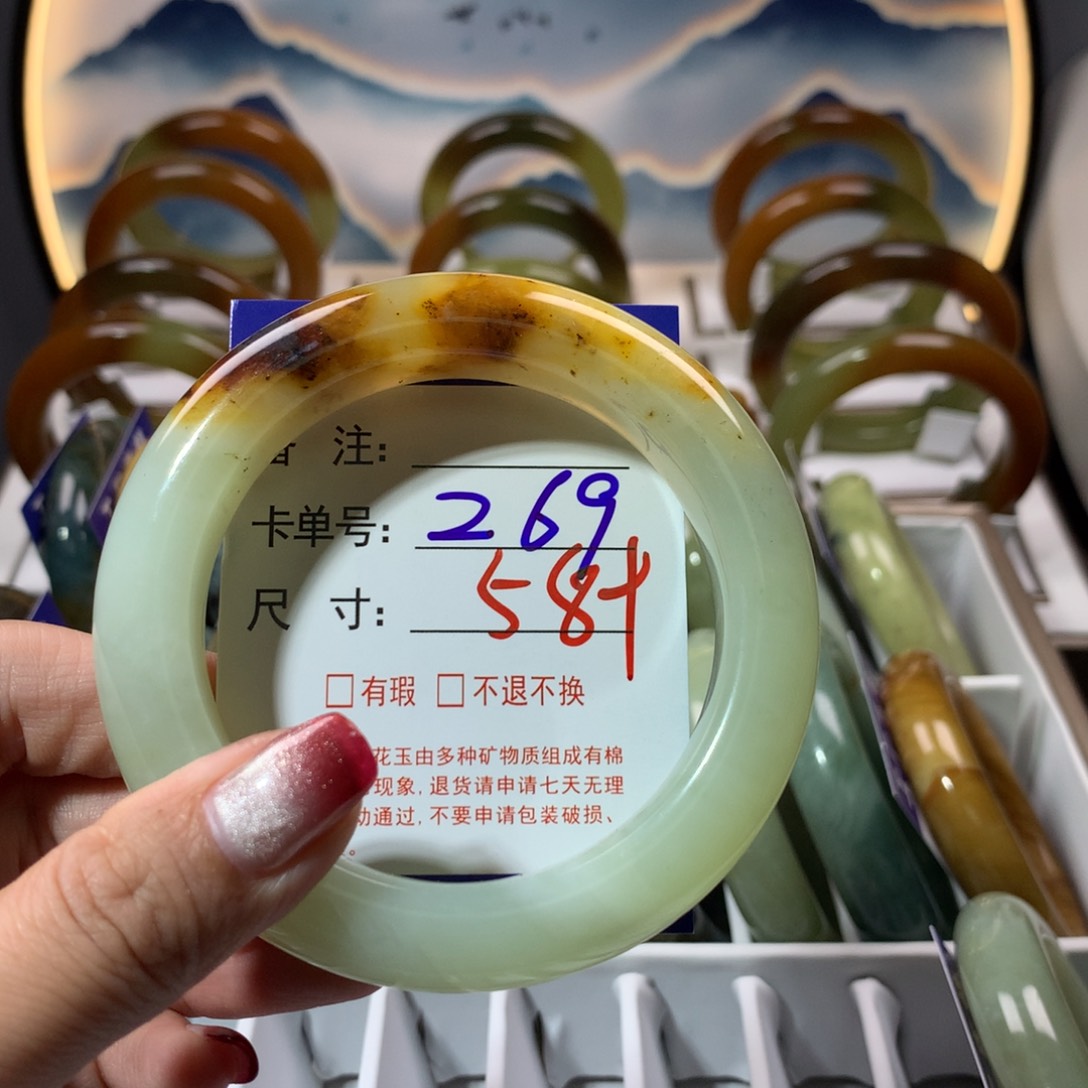 备 注:
卡单号: 269
尺 寸: 58+
□有瑕 □不退不换
花玉由多种矿物质组成有棉
现象, 退货请申请七天无理
动通过, 不要申请包装破损、
。